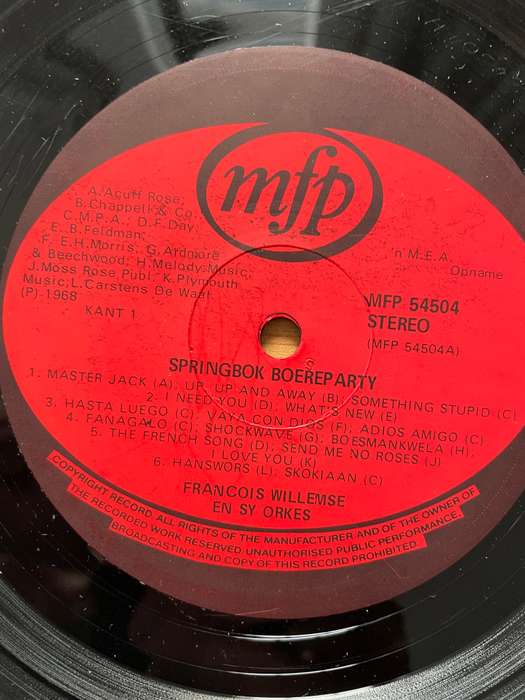 mfp
A. Acuff Rose;
B. Chappell & Co.
C. M.P.A.; D. F. Day;
E. B. Feldman;
F. E.H. Morris; G. Ardmore
& Beechwood; H. Melody Music;
J. Moss Rose Publ; K. Plymouth
Music; L. Carstens De Waal.
(P)-1968
KANT 1
'n M.E.A.
Opname
MFP 54504
STEREO
(MFP 54504A)
S
SPRINGBOK BOEREPARTY
1. MASTER JACK (A); UP, UP AND AWAY (B); SOMETHING STUPID (C)
2. I NEED YOU (D); WHAT'S NEW (E)
3. HASTA LUEGO (C); VAYA CON DIOS (F); ADIOS AMIGO (C)
4. FANAGALO (C); SHOCKWAVE (G); BOESMANKWELA (H);
5. THE FRENCH SONG (D); SEND ME NO ROSES (J)
I LOVE YOU (K)
6. HANSWORS (L); SKOKIAAN (C)
FRANCOIS WILLEMSE
EN SY ORKES
COPYRIGHT RECORD ALL RIGHTS OF THE MANUFACTURER AND OF THE OWNER OF
THE RECORDED WORK RESERVED UNAUTHORISED PUBLIC PERFORMANCE,
BROADCASTING AND COPY OF THIS RECORD PROHIBITED.